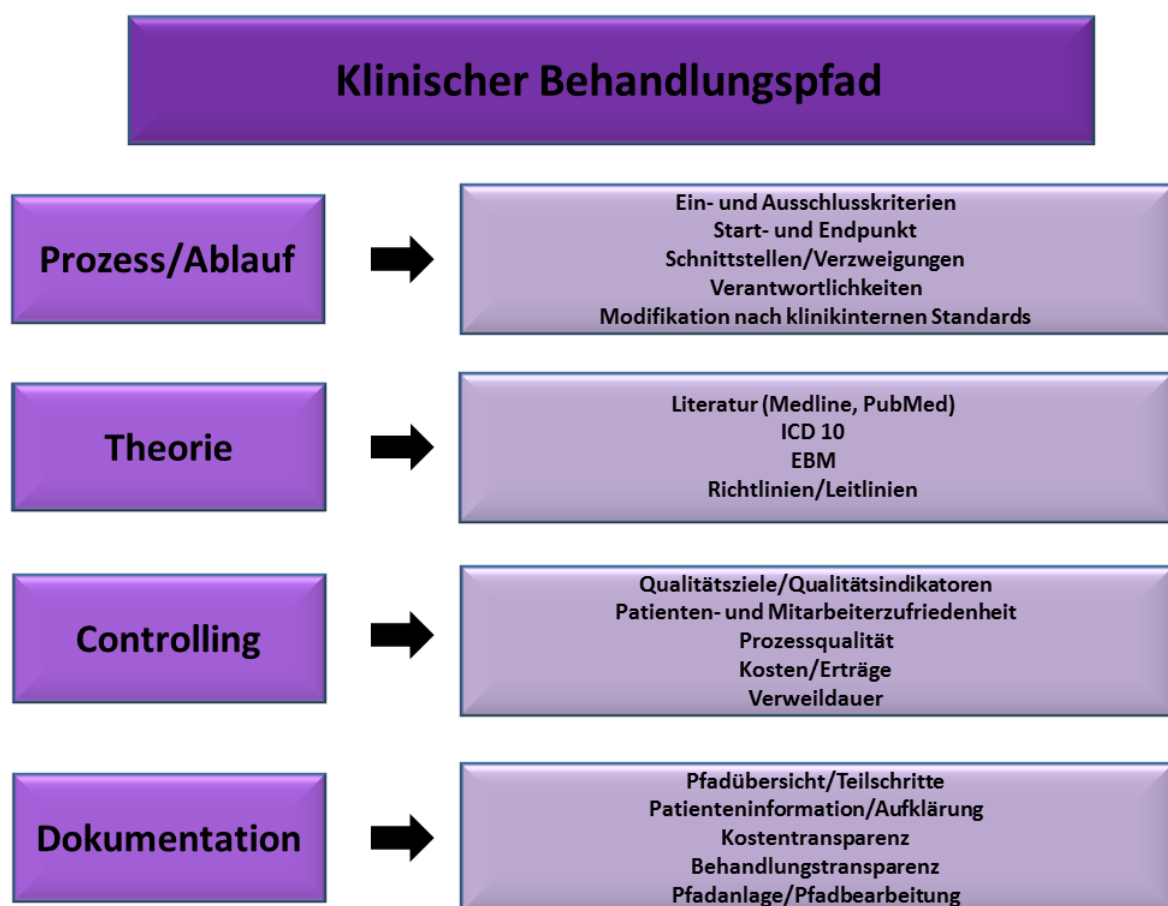 Klinischer Behandlungspfad
Prozess/Ablauf
Ein- und Ausschlusskriterien
Start- und Endpunkt
Schnittstellen/Verzweigungen
Verantwortlichkeiten
Modifikation nach klinikinternen Standards
Theorie
Literatur (Medline, PubMed)
ICD 10
EBM
Richtlinien/Leitlinien
Controlling
Qualitätsziele/Qualitätsindikatoren
Patienten- und Mitarbeiterzufriedenheit
Prozessqualität
Kosten/Erträge
Verweildauer
Dokumentation
Pfadübersicht/Teilschritte
Patienteninformation/Aufklärung
Kostentransparenz
Behandlungstransparenz
Pfadanlage/Pfadbearbeitung